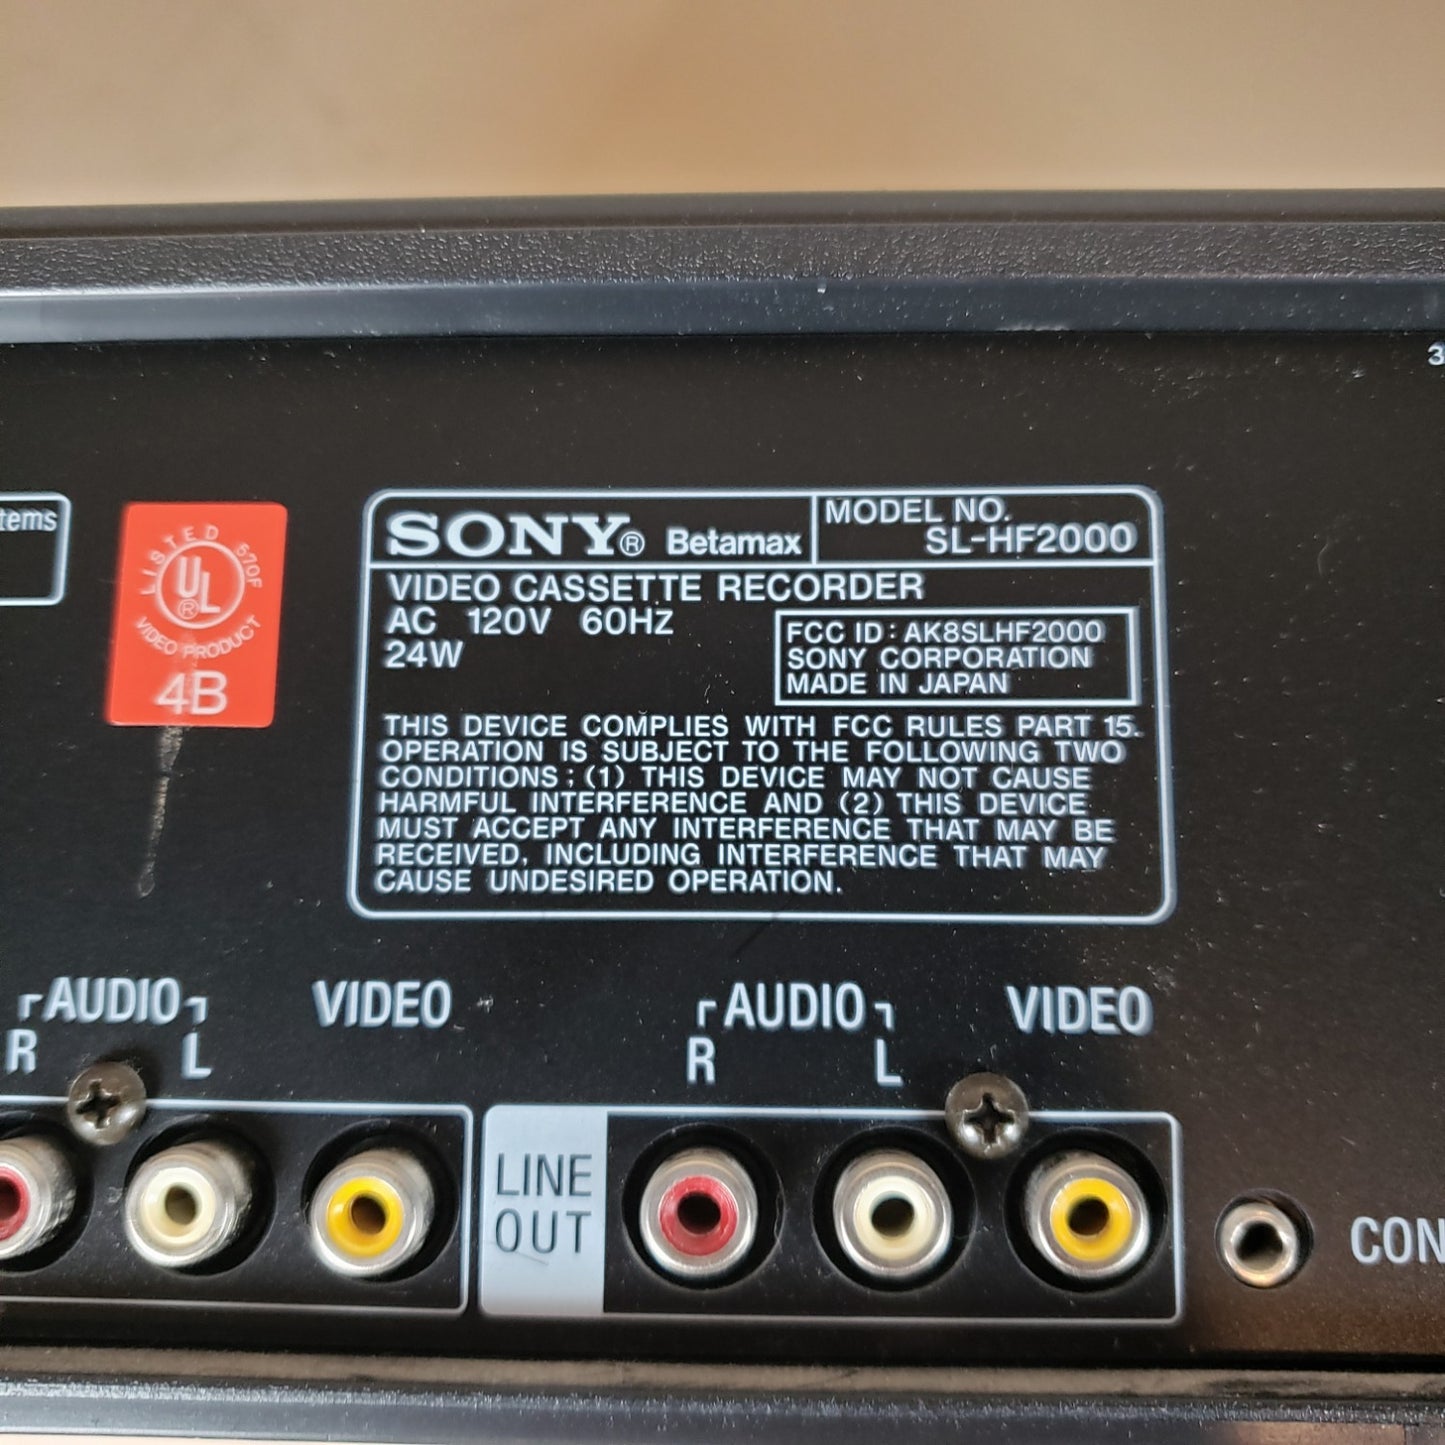 3
tems
LISTED 570F
UL®
VIDEO PRODUCT
4B
SONY® Betamax
MODEL NO.
SL-HF2000
VIDEO CASSETTE RECORDER
AC 120V 60HZ
24W
FCC ID : AK8SLHF2000
SONY CORPORATION
MADE IN JAPAN
THIS DEVICE COMPLIES WITH FCC RULES PART 15.
OPERATION IS SUBJECT TO THE FOLLOWING TWO
CONDITIONS ; (1) THIS DEVICE MAY NOT CAUSE
HARMFUL INTERFERENCE AND (2) THIS DEVICE
MUST ACCEPT ANY INTERFERENCE THAT MAY BE
RECEIVED, INCLUDING INTERFERENCE THAT MAY
CAUSE UNDESIRED OPERATION.
AUDIO VIDEO
R L
AUDIO VIDEO
R L
LINE
OUT
CON